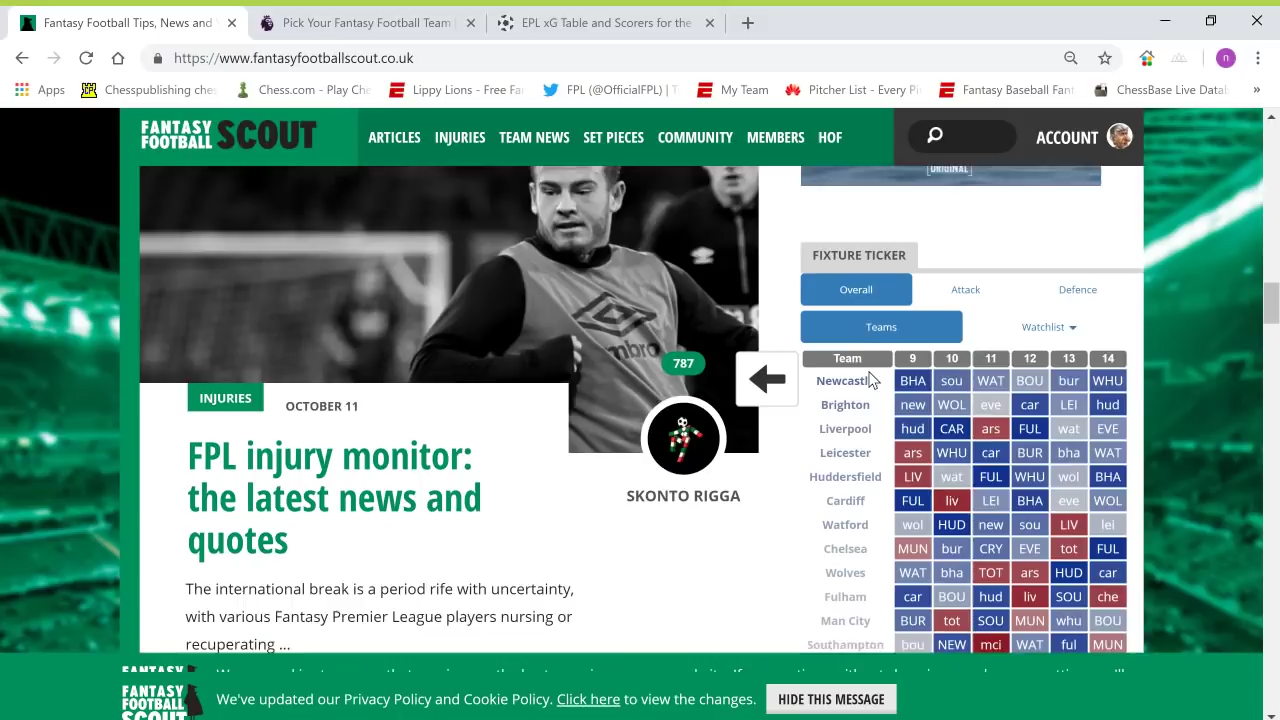 Fantasy Football Tips, News and
Pick Your Fantasy Football Team
EPL xG Table and Scorers for the
https://www.fantasyfootballscout.co.uk
n
Apps
Chesspublishing ches
Chess.com - Play Che
Lippy Lions - Free Fan
FPL (@OfficialFPL) | T
My Team
Pitcher List - Every Pi
Fantasy Baseball Fant
ChessBase Live Data
»
FANTASY FOOTBALL SCOUT
ARTICLES INJURIES TEAM NEWS SET PIECES COMMUNITY MEMBERS HOF
ACCOUNT
[ORIGINAL]
FIXTURE TICKER
Overall Attack Defence
Teams Watchlist
Team 9 10 11 12 13 14
Newcastl BHA sou WAT BOU bur WHU
Brighton new WOL eve car LEI hud
Liverpool hud CAR ars FUL wat EVE
Leicester ars WHU car BUR bha WAT
Huddersfield LIV wat FUL WHU wol BHA
Cardiff FUL liv LEI BHA eve WOL
Watford wol HUD new sou LIV lei
Chelsea MUN bur CRY EVE tot FUL
Wolves WAT bha TOT ars HUD car
Fulham car BOU hud liv SOU che
Man City BUR tot SOU MUN whu BOU
Southampton bou NEW mci WAT ful MUN
787
INJURIES
OCTOBER 11
FPL injury monitor:
the latest news and
quotes
SKONTO RIGGA
The international break is a period rife with uncertainty,
with various Fantasy Premier League players nursing or
recuperating ...
FANTASY
FANTASY
FOOTBALL
SCOUT
We've updated our Privacy Policy and Cookie Policy. Click here to view the changes.
HIDE THIS MESSAGE